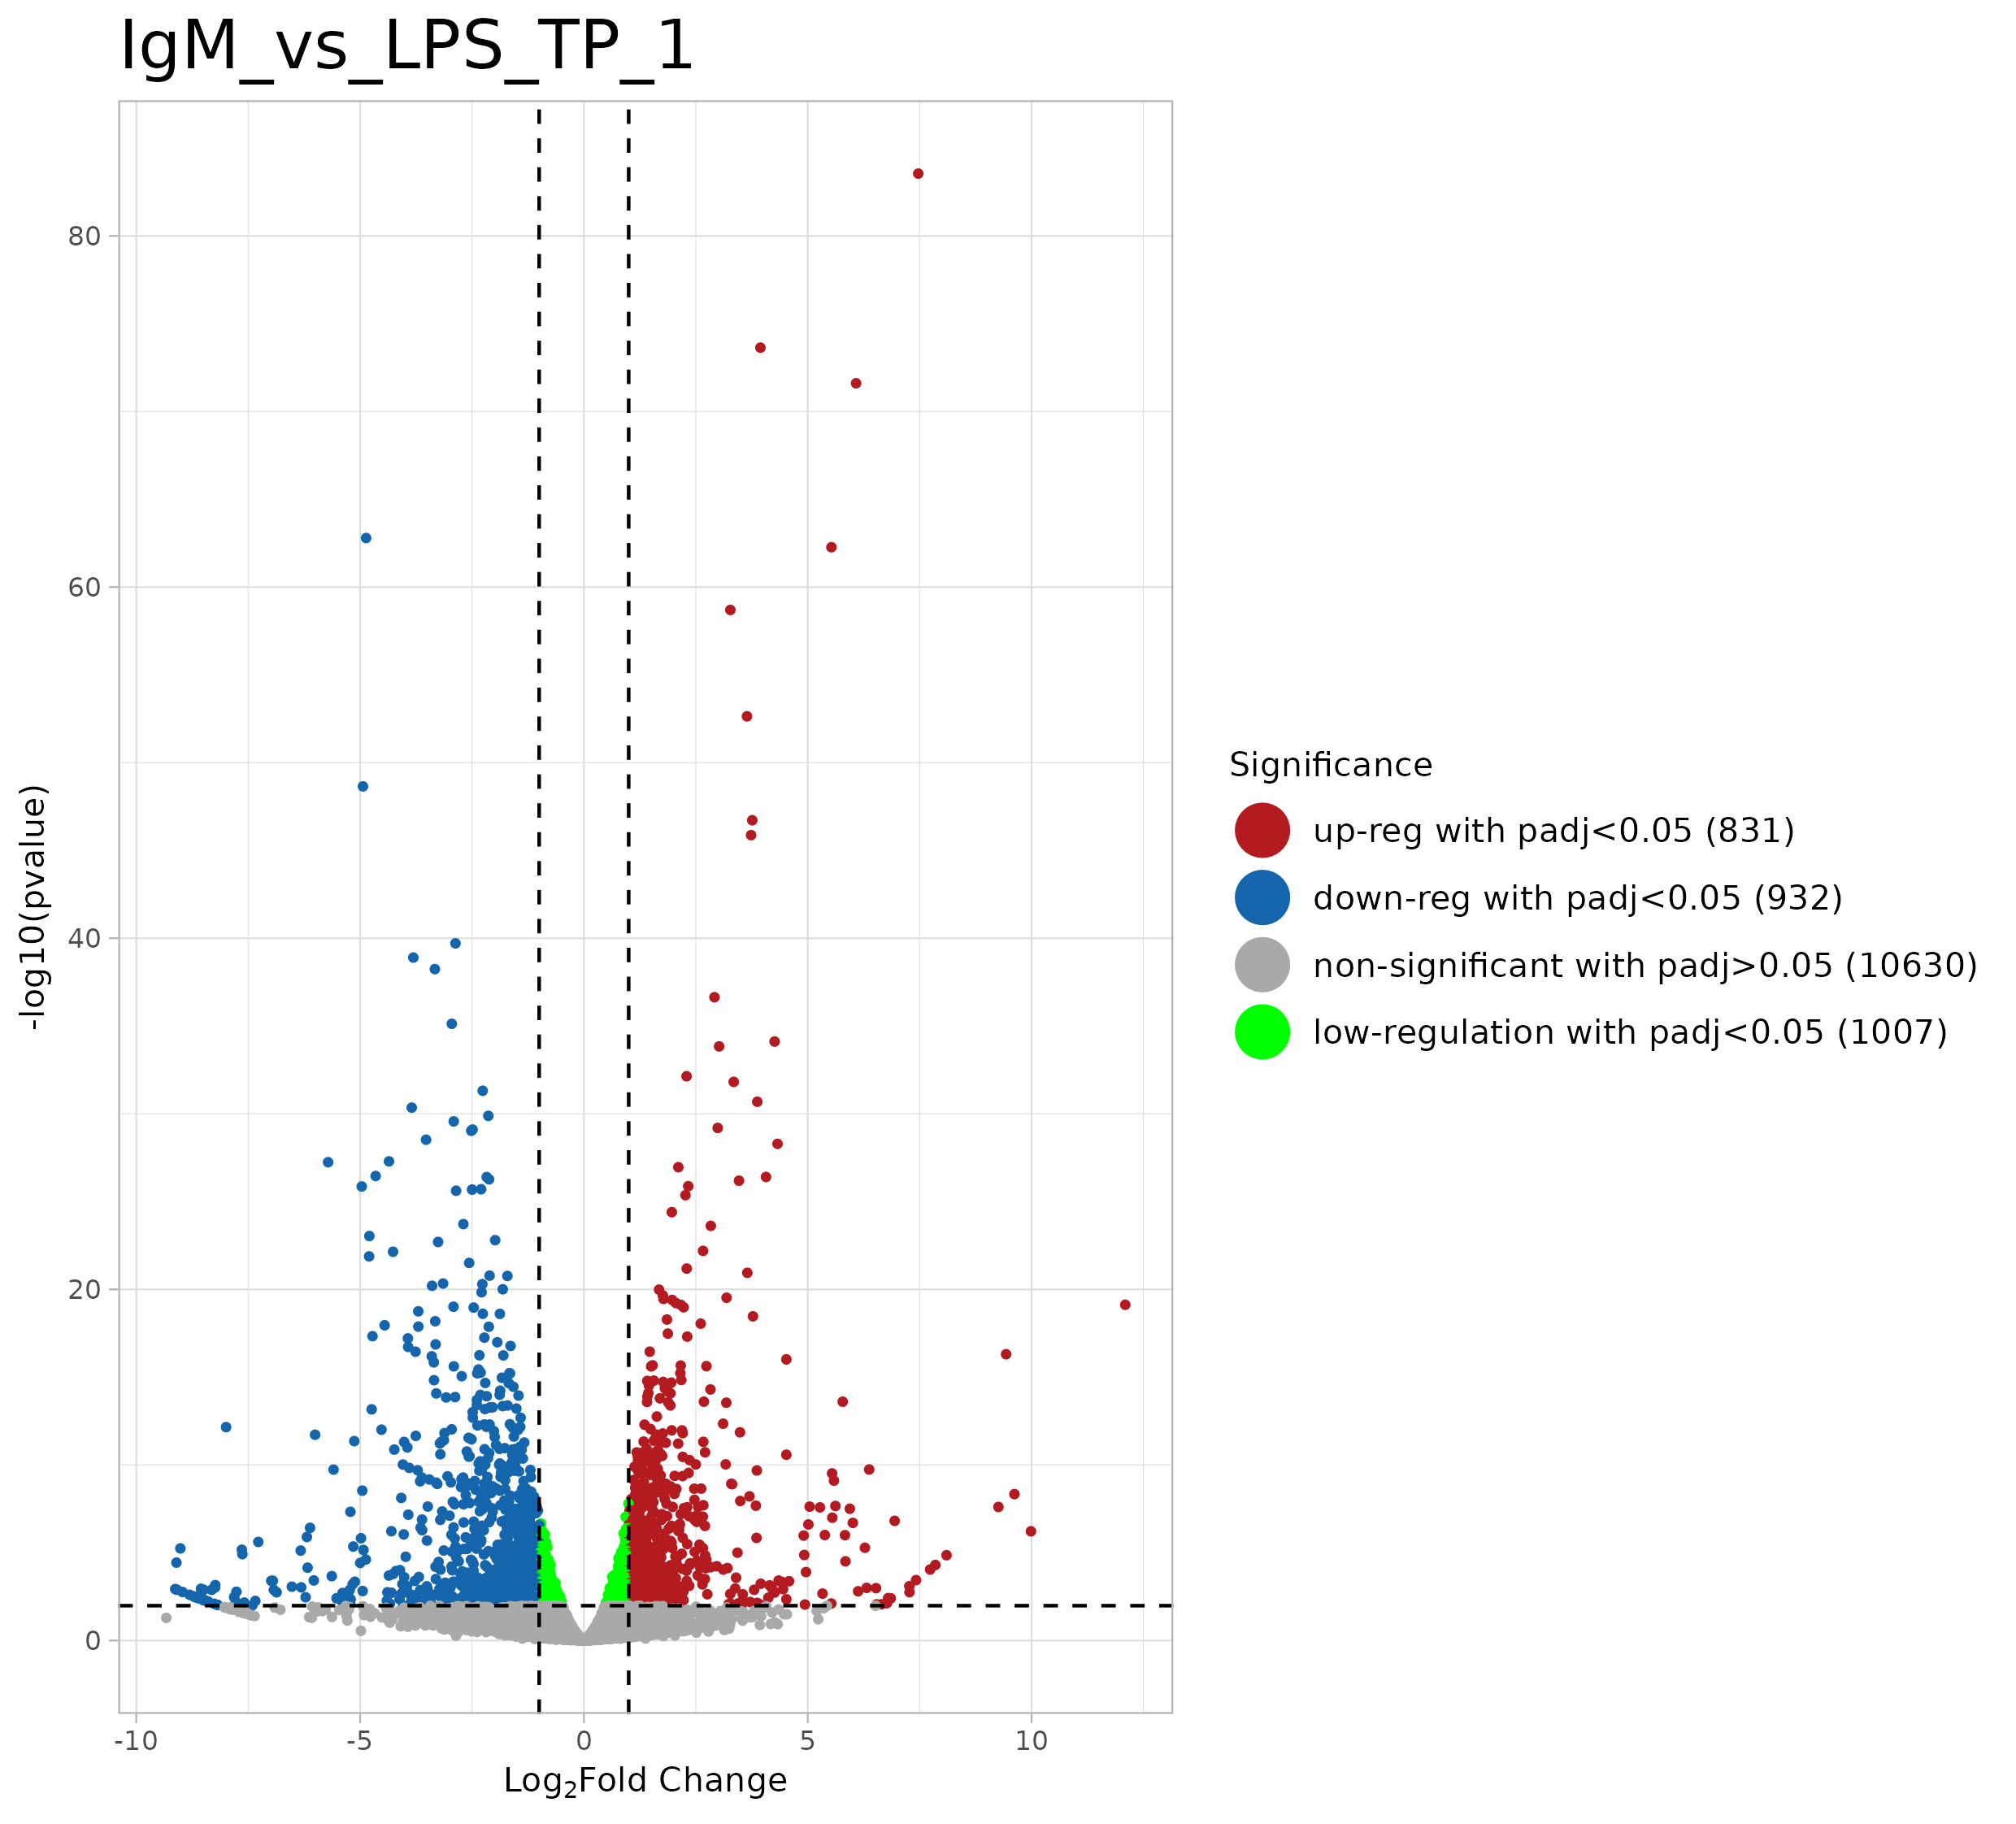 IgM_vs_LPS_TP_1
80
60
40
20
0
-log10(pvalue)
-10
-5
0
5
10
Log₂Fold Change
Significance
up-reg with padj<0.05 (831)
down-reg with padj<0.05 (932)
non-significant with padj>0.05 (10630)
low-regulation with padj<0.05 (1007)